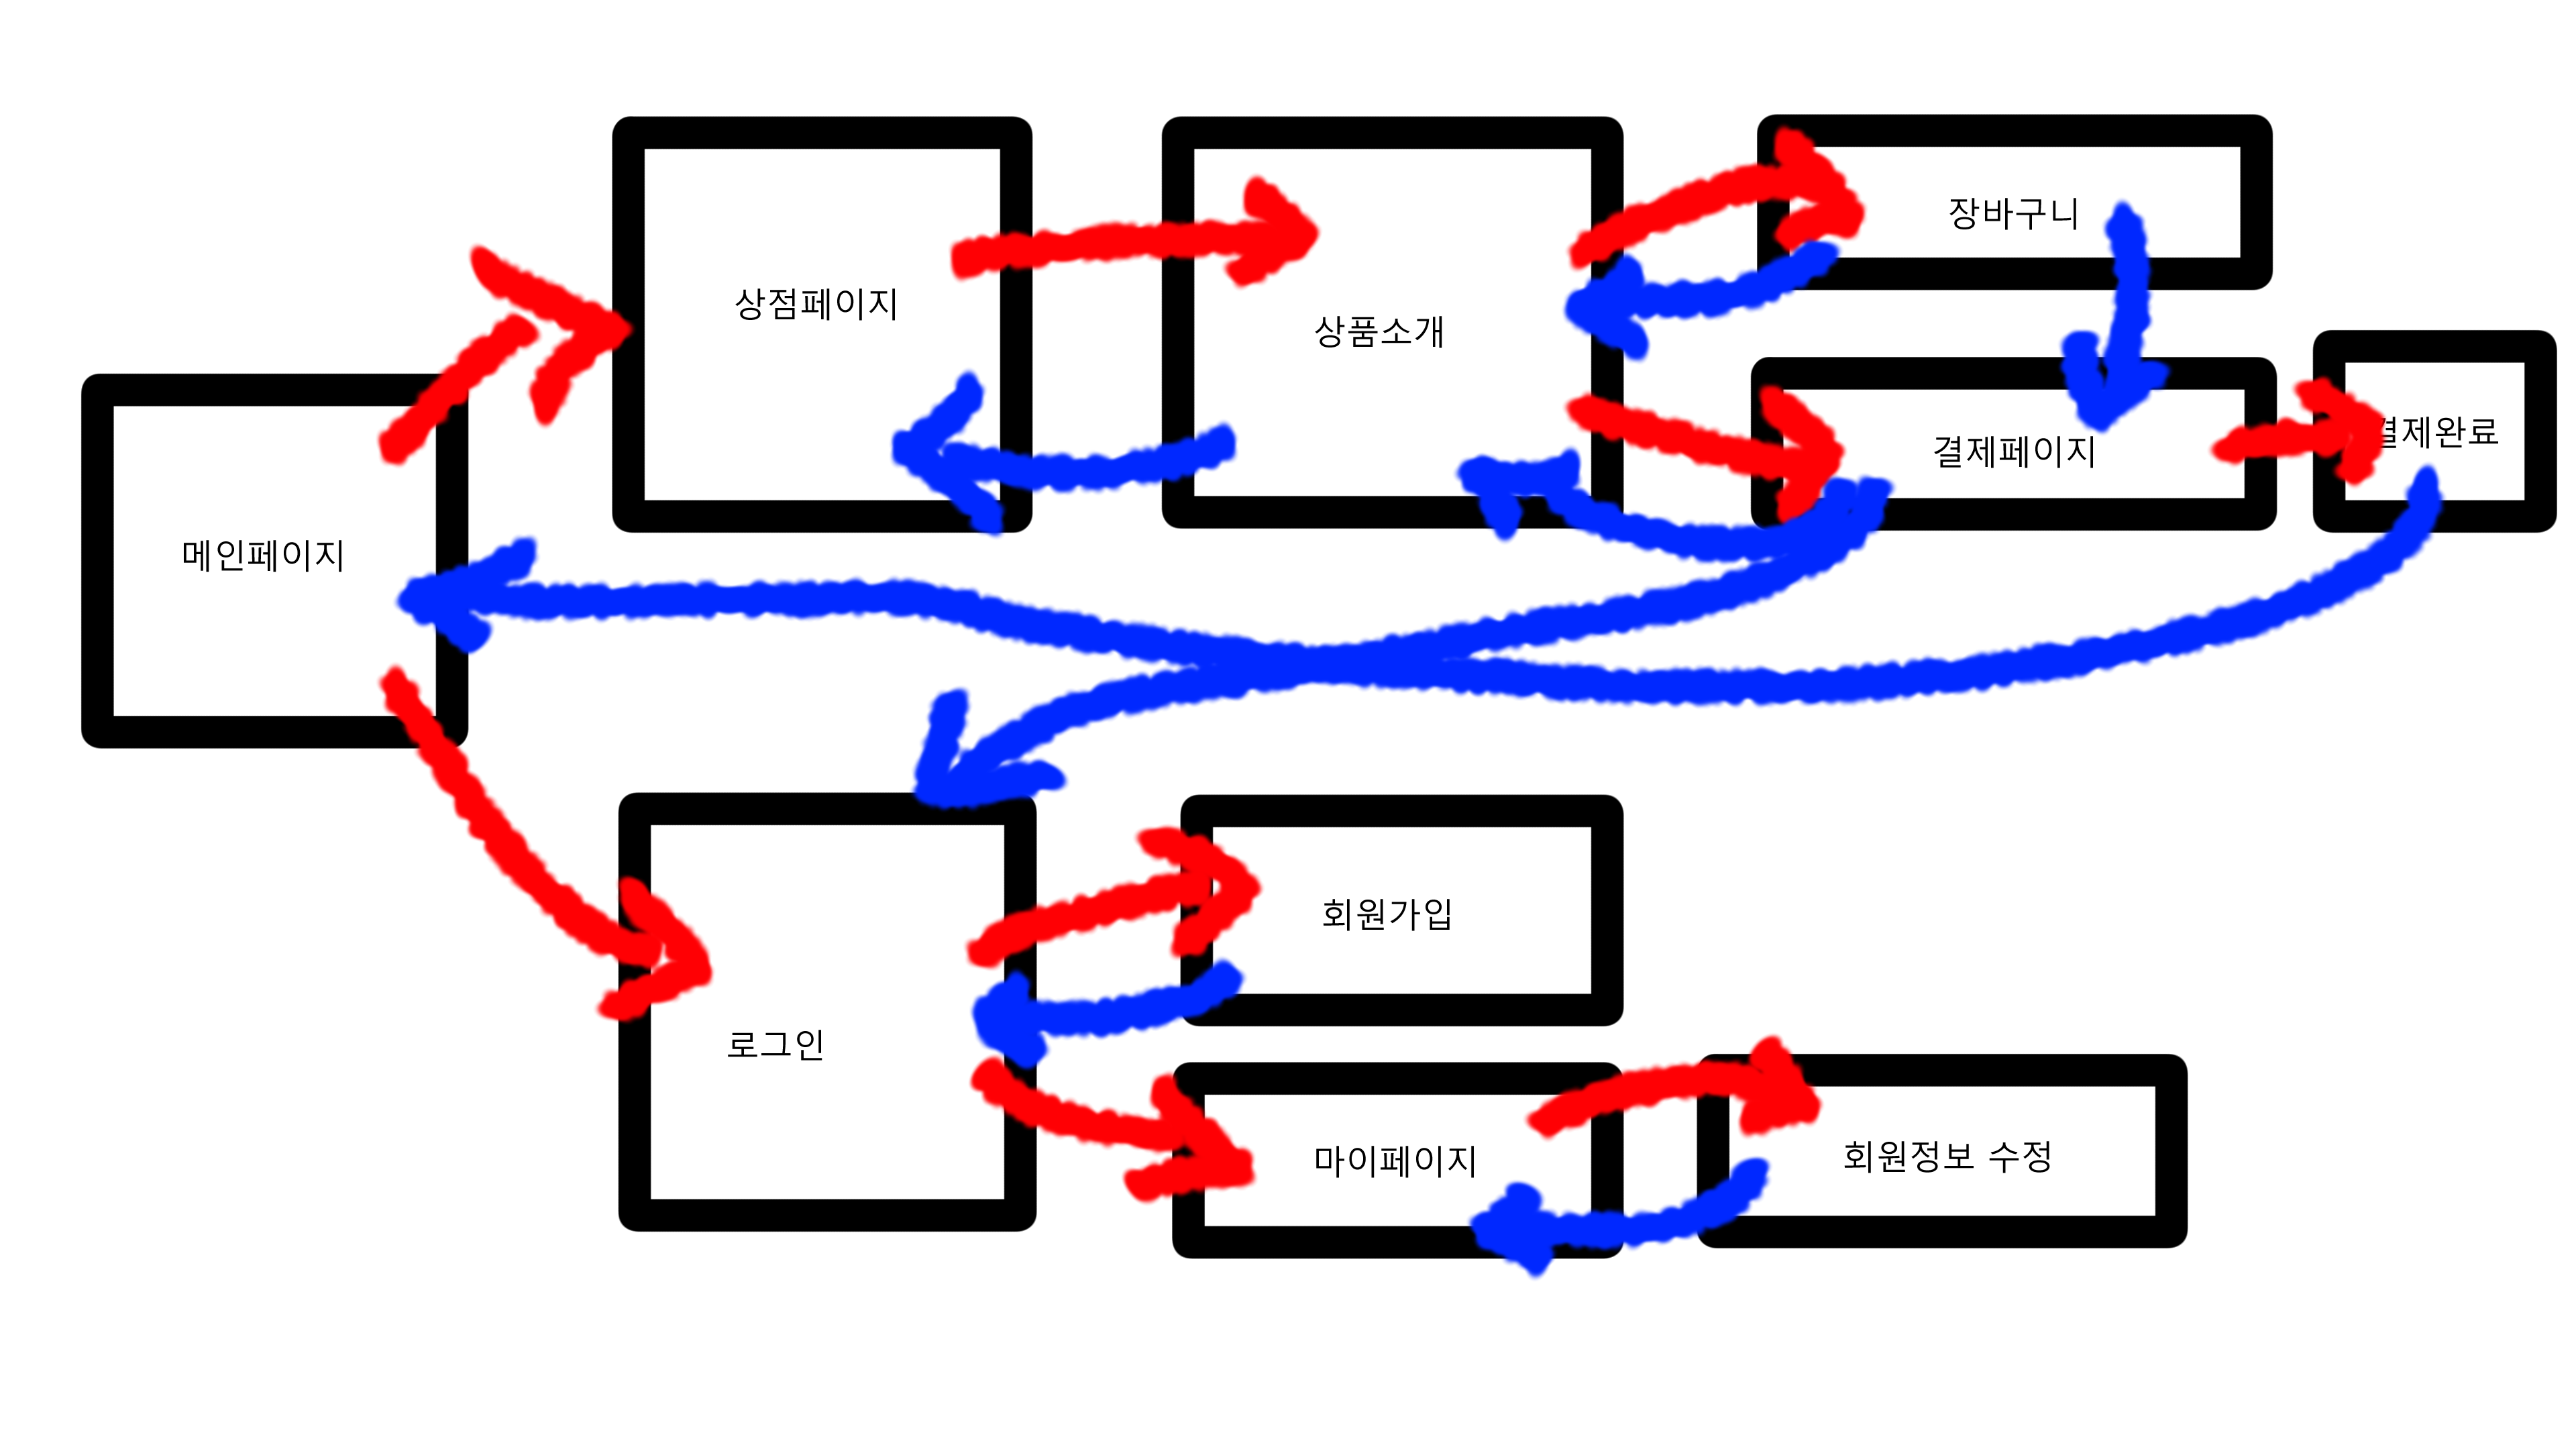 상점페이지
상품소개
장바구니
결제페이지
결제완료
메인페이지
로그인
회원가입
마이페이지
회원정보 수정